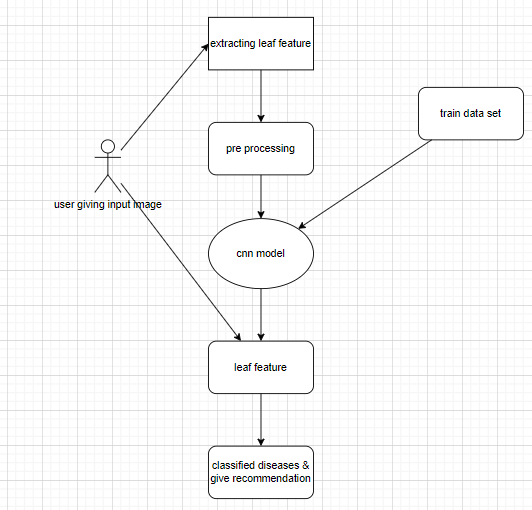 extracting leaf feature
train data set
pre processing
user giving input image
cnn model
leaf feature
classified diseases &
give recommendation